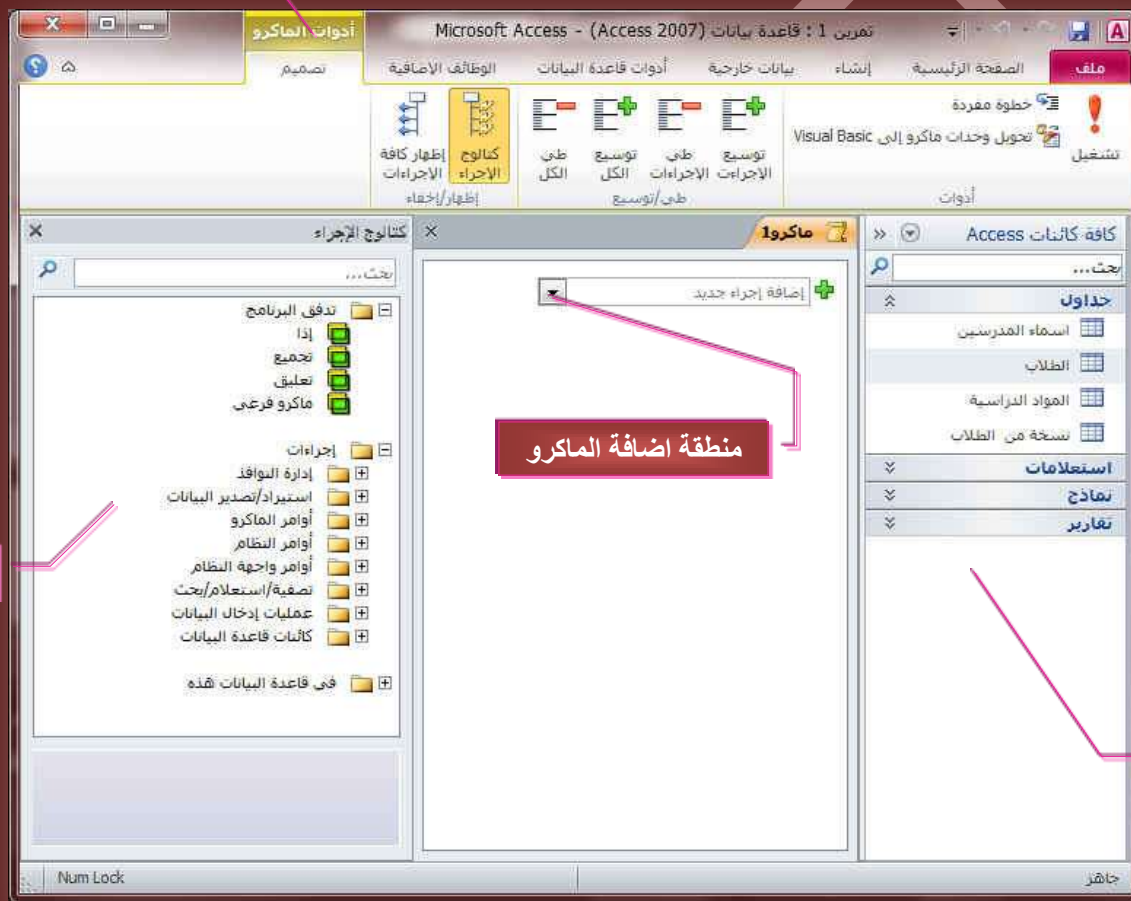 تمرين 1 : قاعدة بيانات (Access 2007) - Microsoft Access
أدوات الماكرو
ملف
الصفحة الرئيسية
إنشاء
بيانات خارجية
أدوات قاعدة البيانات
الوظائف الإضافية
تصميم
تشغيل
خطوة مفردة
تحويل وحدات ماكرو إلى Visual Basic
أدوات
توسيع
الإجراءات
طي
الإجراءات
توسيع
الكل
طي
الكل
طي/توسيع
كتالوج
الإجراء
إظهار كافة
الإجراءات
إظهار/إخفاء
كافة كائنات Access
بحث...
جداول
اسماء المدرسين
الطلاب
المواد الدراسية
نسخة من الطلاب
استعلامات
نماذج
تقارير
ماكرو1
إضافة إجراء جديد
منطقة اضافة الماكرو
كتالوج الإجراء
بحث...
تدفق البرنامج
إذا
تجميع
تعليق
ماكرو فرعي
إجراءات
إدارة النوافذ
استيراد/تصدير البيانات
أوامر الماكرو
أوامر النظام
أوامر واجهة النظام
تصفية/استعلام/بحث
عمليات إدخال البيانات
كائنات قاعدة البيانات
في قاعدة البيانات هذه
جاهز
Num Lock